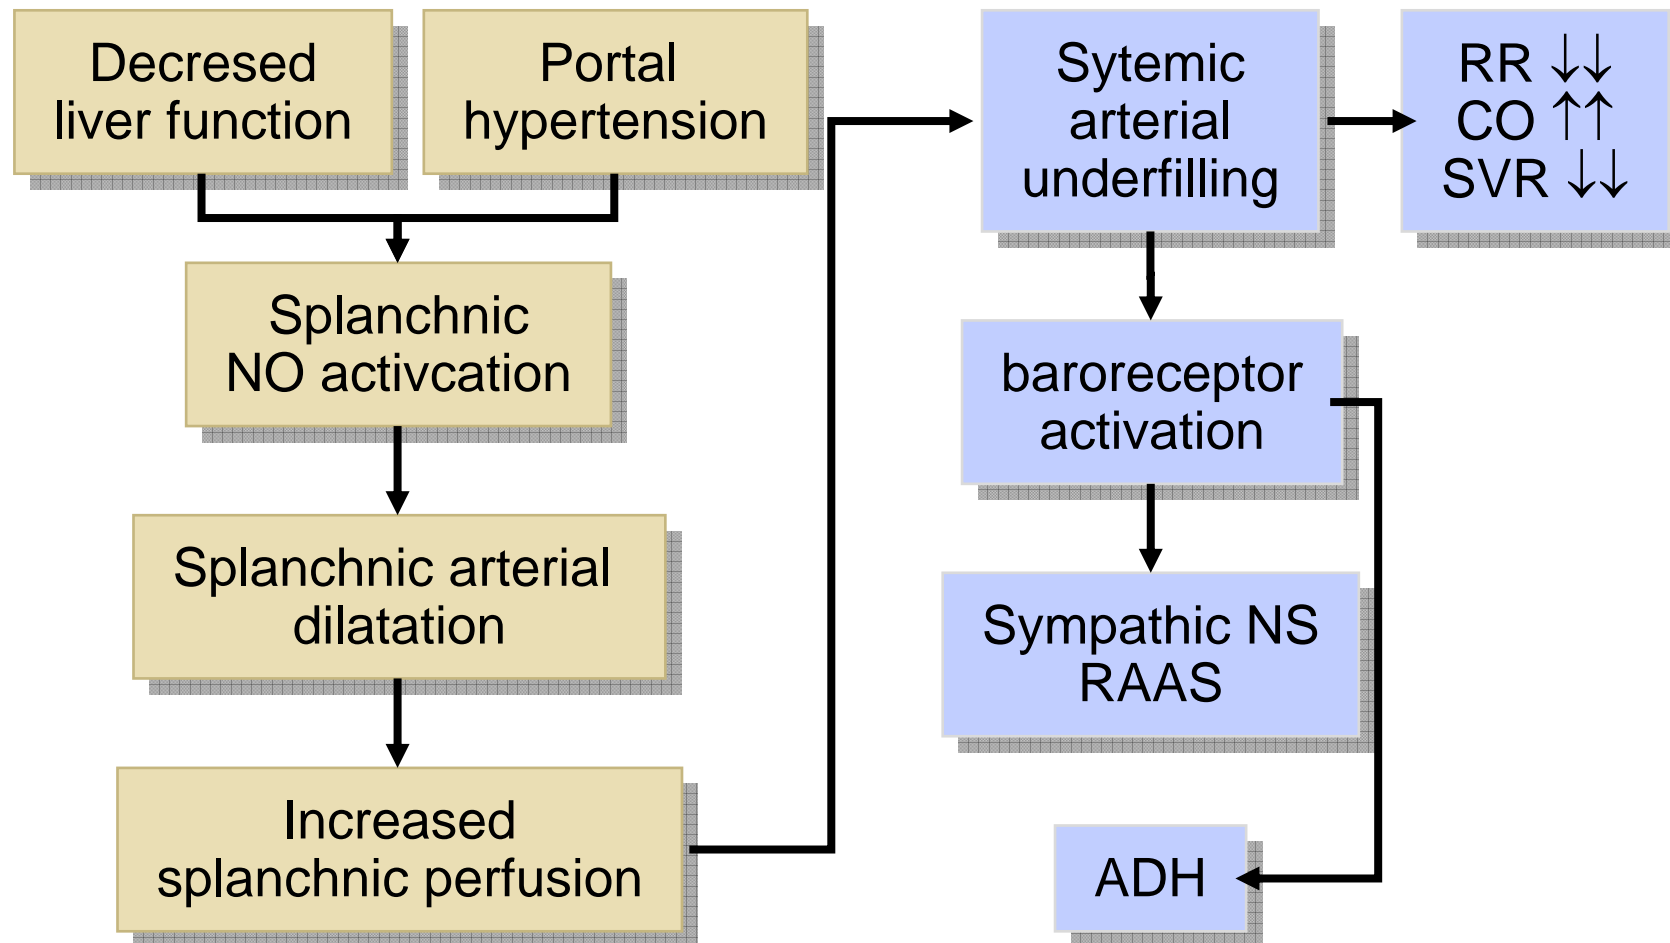 Decresed
liver function
Portal
hypertension
Splanchnic
NO activcation
Splanchnic arterial
dilatation
Increased
splanchnic perfusion
Sytemic
arterial
underfilling
RR ↓↓
CO ↑↑
SVR ↓↓
baroreceptor
activation
Sympathic NS
RAAS
ADH